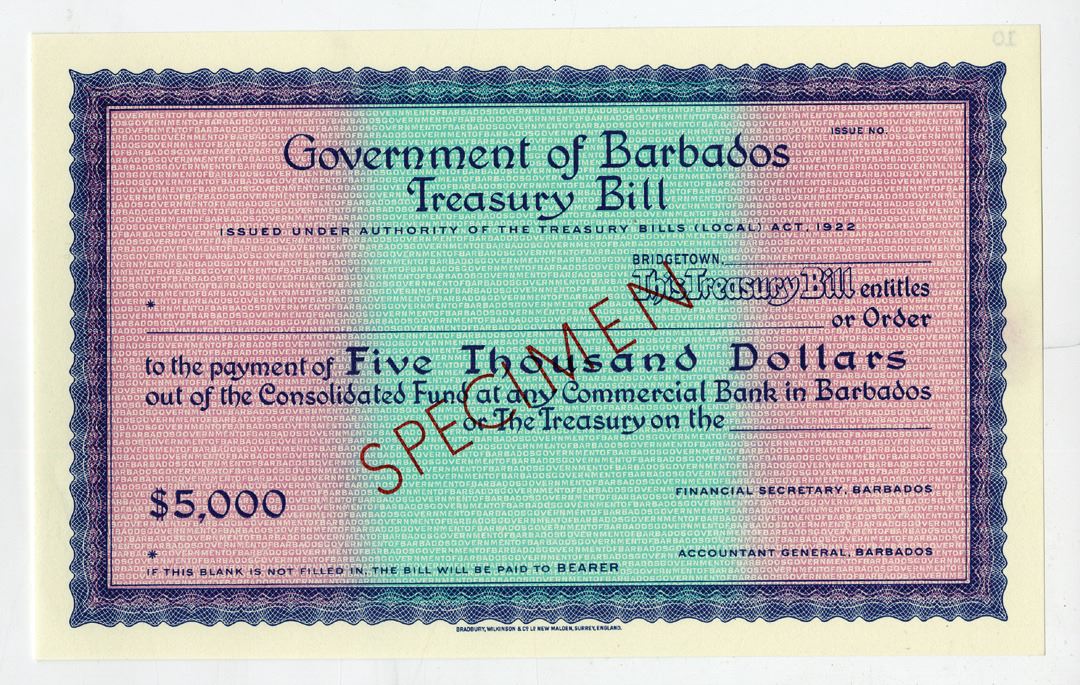 10
ISSUE NO.
Government of Barbados
Treasury Bill
ISSUED UNDER AUTHORITY OF THE TREASURY BILLS (LOCAL) ACT, 1922
BRIDGETOWN,
This Treasury Bill entitles
*
or Order
to the payment of Five Thousand Dollars
out of the Consolidated Fund at any Commercial Bank in Barbados
or The Treasury on the
SPECIMEN
$5,000
FINANCIAL SECRETARY, BARBADOS
ACCOUNTANT GENERAL, BARBADOS
*
IF THIS BLANK IS NOT FILLED IN, THE BILL WILL BE PAID TO BEARER
BRADBURY, WILKINSON & Co Ld NEW MALDEN, SURREY, ENGLAND.